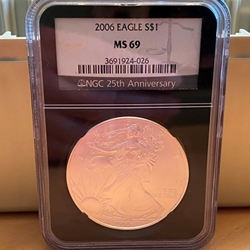 2006 EAGLE S$1
MS 69
3691924-026
NGC 25th Anniversary